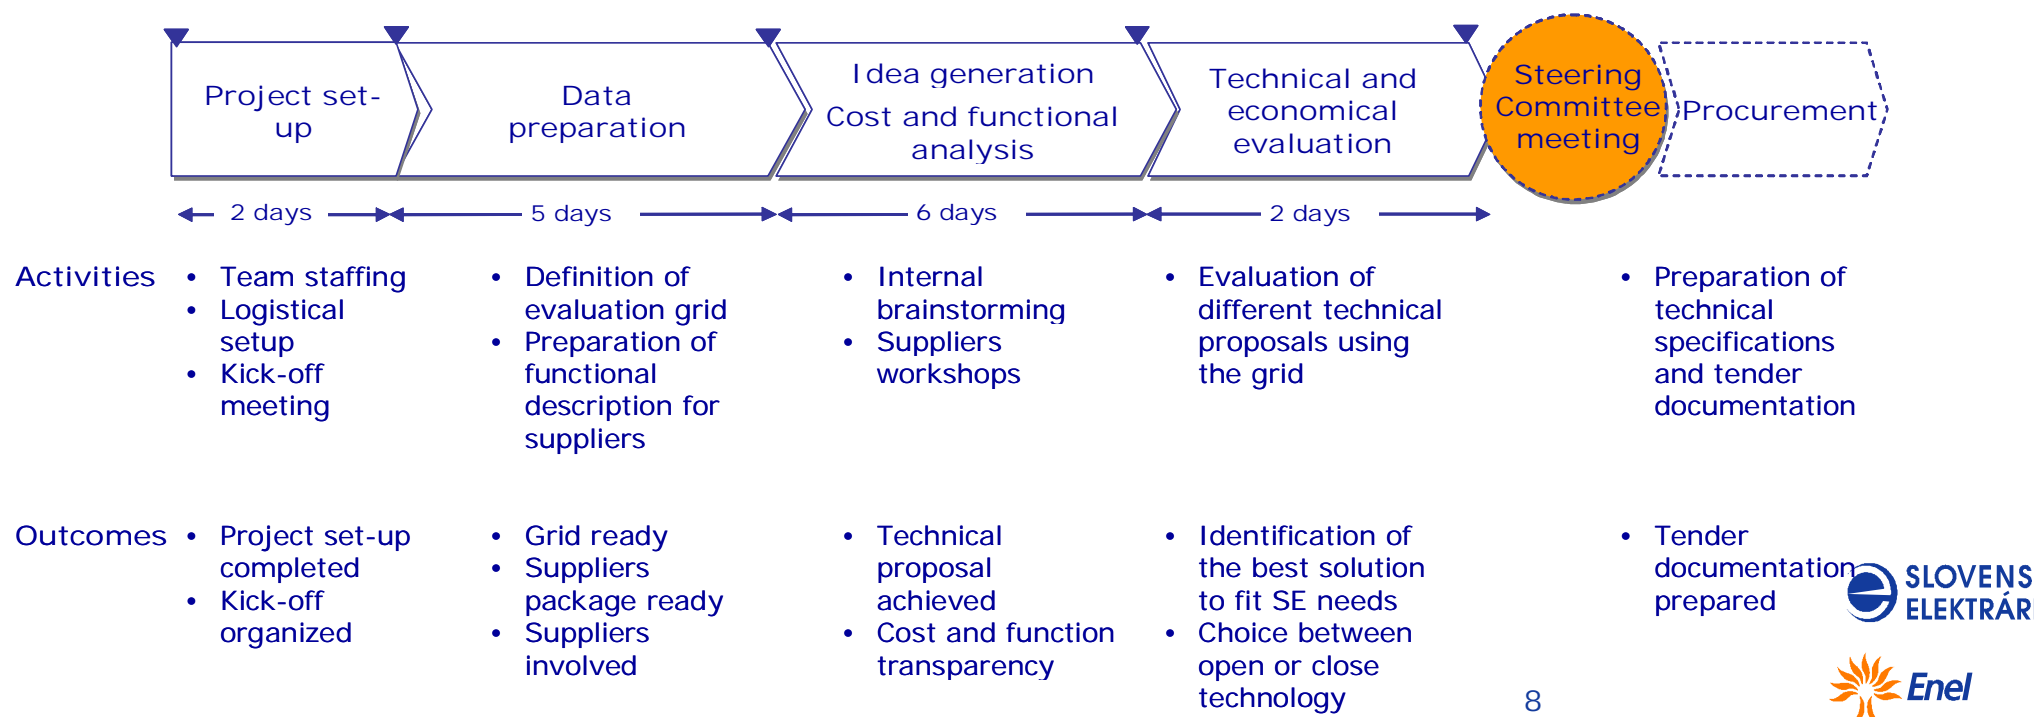 Project set-
up
Data
preparation
Idea generation
Cost and functional
analysis
Technical and
economical
evaluation
Steering
Committee
meeting
Procurement
2 days
5 days
6 days
2 days
Activities
• Team staffing
• Logistical
setup
• Kick-off
meeting
• Definition of
evaluation grid
• Preparation of
functional
description for
suppliers
• Internal
brainstorming
• Suppliers
workshops
• Evaluation of
different technical
proposals using
the grid
• Preparation of
technical
specifications
and tender
documentation
Outcomes
• Project set-up
completed
• Kick-off
organized
• Grid ready
• Suppliers
package ready
• Suppliers
involved
• Technical
proposal
achieved
• Cost and function
transparency
• Identification of
the best solution
to fit SE needs
• Choice between
open or close
technology
• Tender
documentation
prepared
SLOVENS
ELEKTRÁR
Enel
8